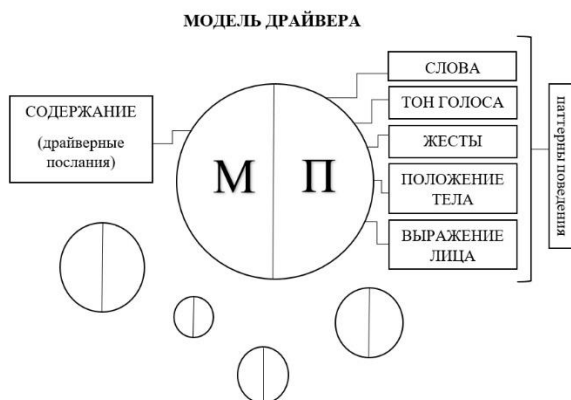 МОДЕЛЬ ДРАЙВЕРА
СОДЕРЖАНИЕ
(драйверные
послания)
М
П
СЛОВА
ТОН ГОЛОСА
ЖЕСТЫ
ПОЛОЖЕНИЕ
ТЕЛА
ВЫРАЖЕНИЕ
ЛИЦА
паттерны поведения